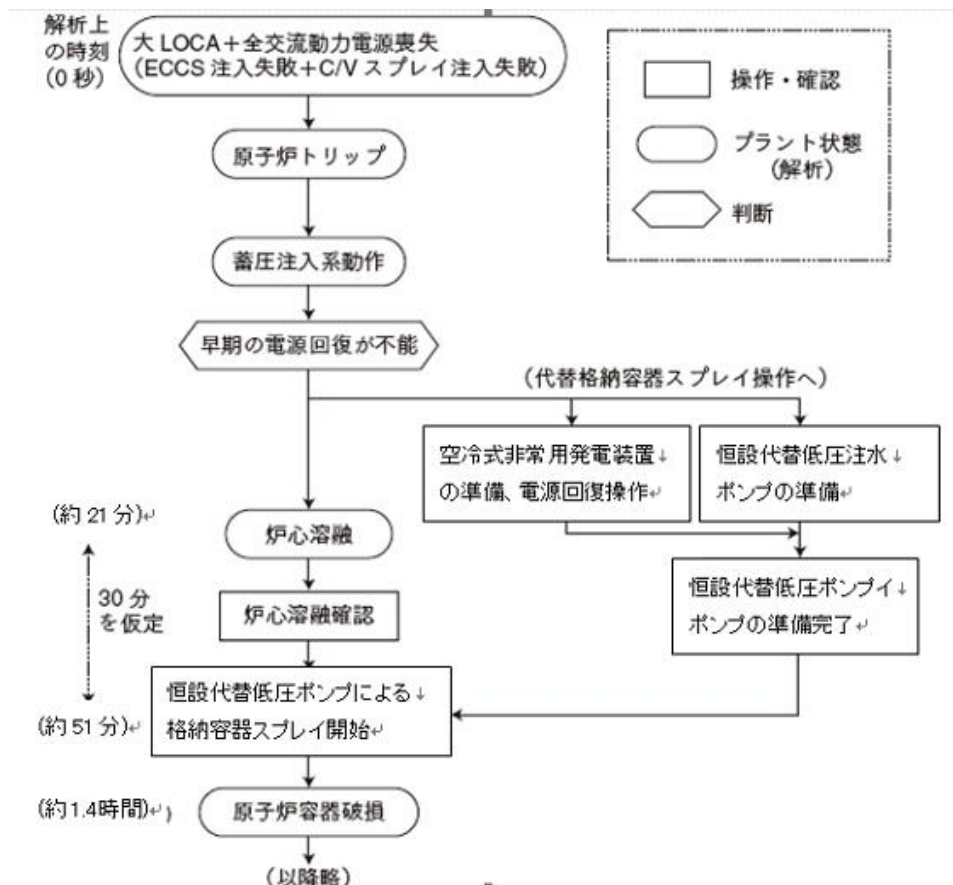 解析上
の時刻
(0 秒)
大 LOCA＋全交流動力電源喪失
(ECCS 注入失敗＋C/V スプレイ注入失敗)
操作・確認
プラント状態
(解析)
判断
原子炉トリップ
蓄圧注入系動作
早期の電源回復が不能
(代替格納容器スプレイ操作へ)
空冷式非常用発電装置↓
の準備、電源回復操作↵
恒設代替低圧注水↓
ポンプの準備↵
(約 21 分)↵
炉心溶融
30 分
を仮定
炉心溶融確認
恒設代替低圧ポンプイ↓
ポンプの準備完了↵
恒設代替低圧ポンプによる↓
格納容器スプレイ開始↵
(約 51 分)↵
(約1.4時間)↵)
原子炉容器破損
(以降略)